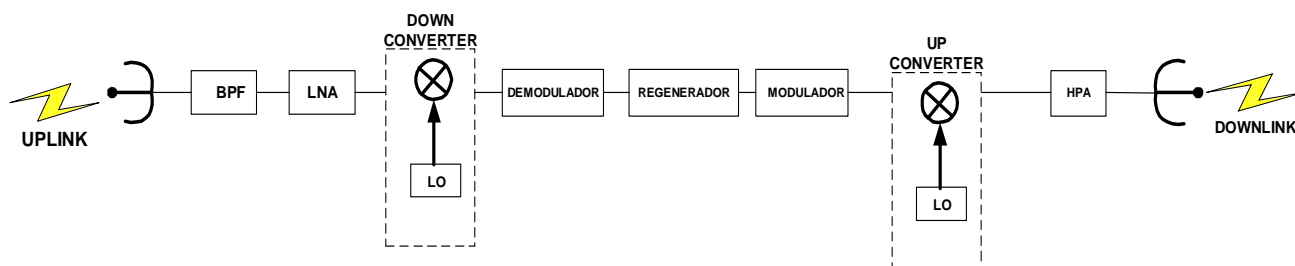 UPLINK
BPF
LNA
DOWN
CONVERTER
LO
DEMODULADOR
REGENERADOR
MODULADOR
UP
CONVERTER
LO
HPA
DOWNLINK